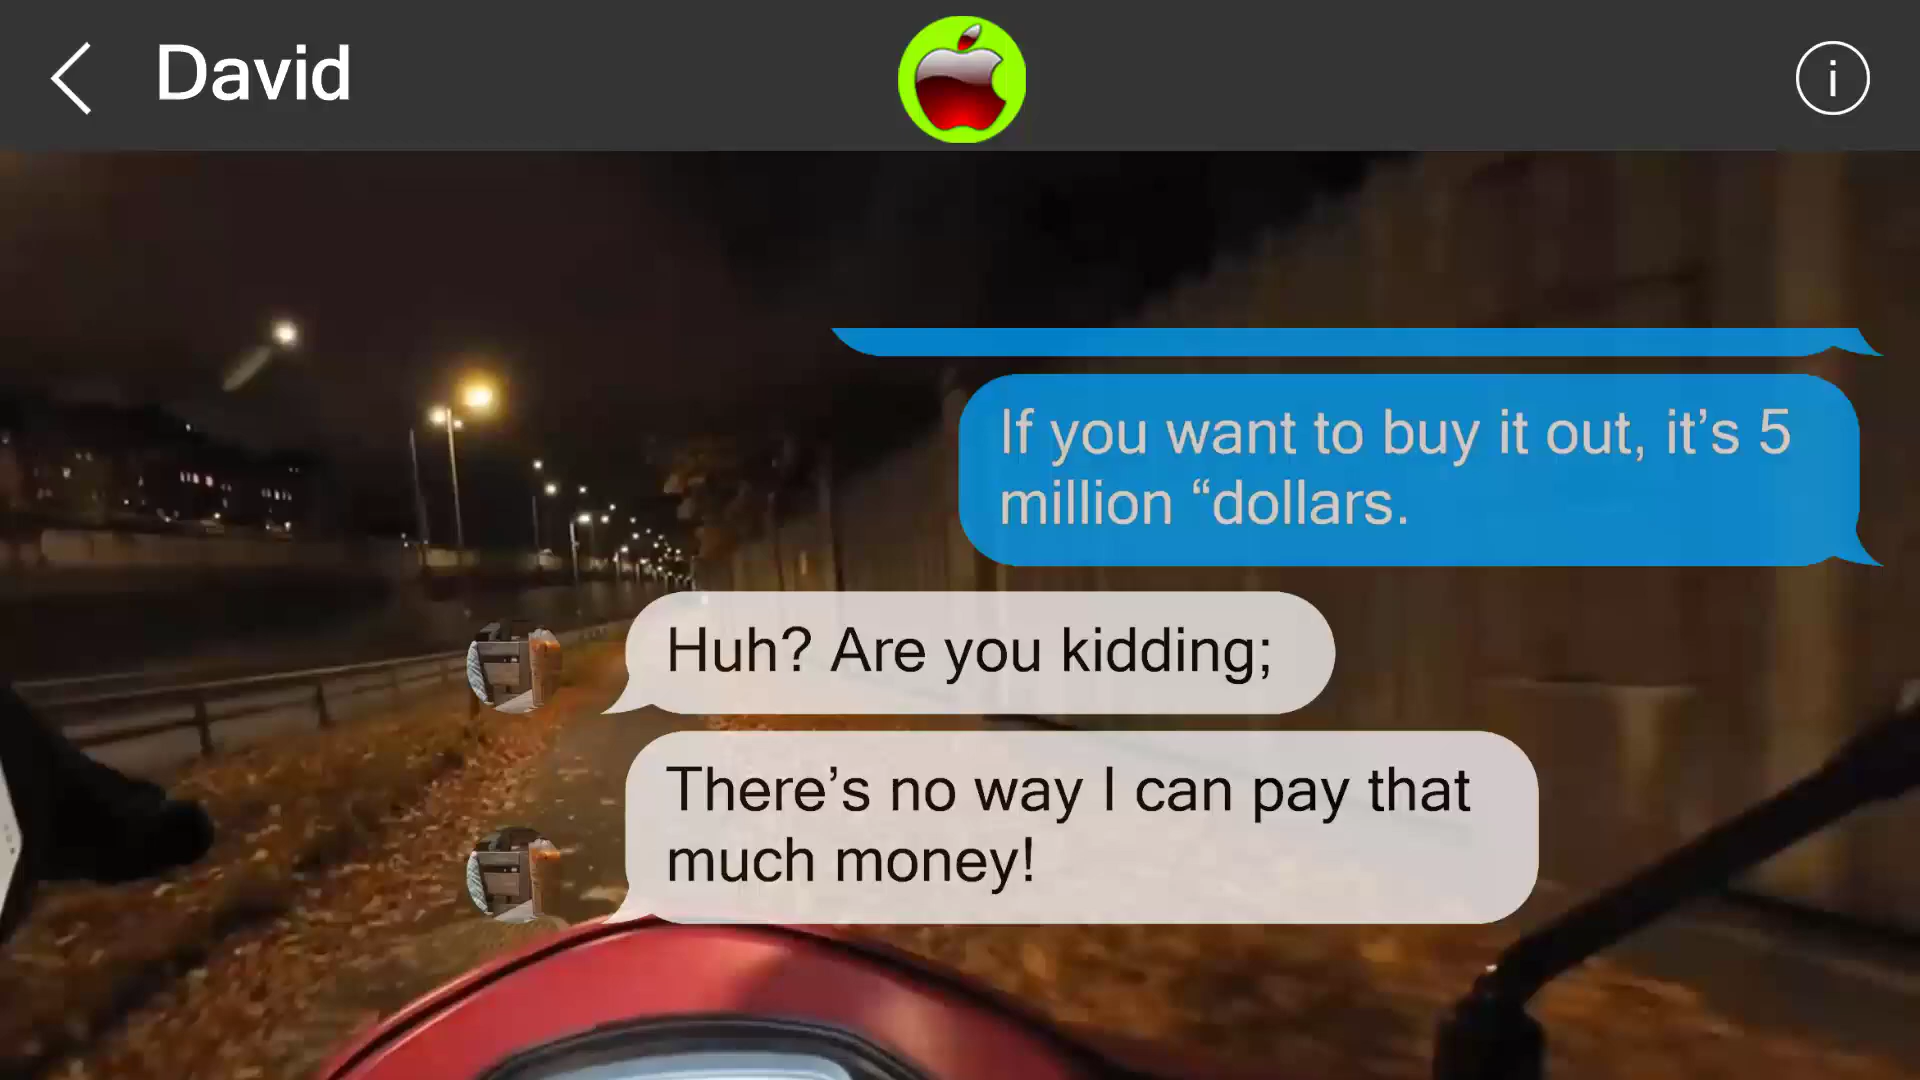 David
i
If you want to buy it out, it’s 5
million “dollars.
Huh? Are you kidding;
There’s no way I can pay that
much money!